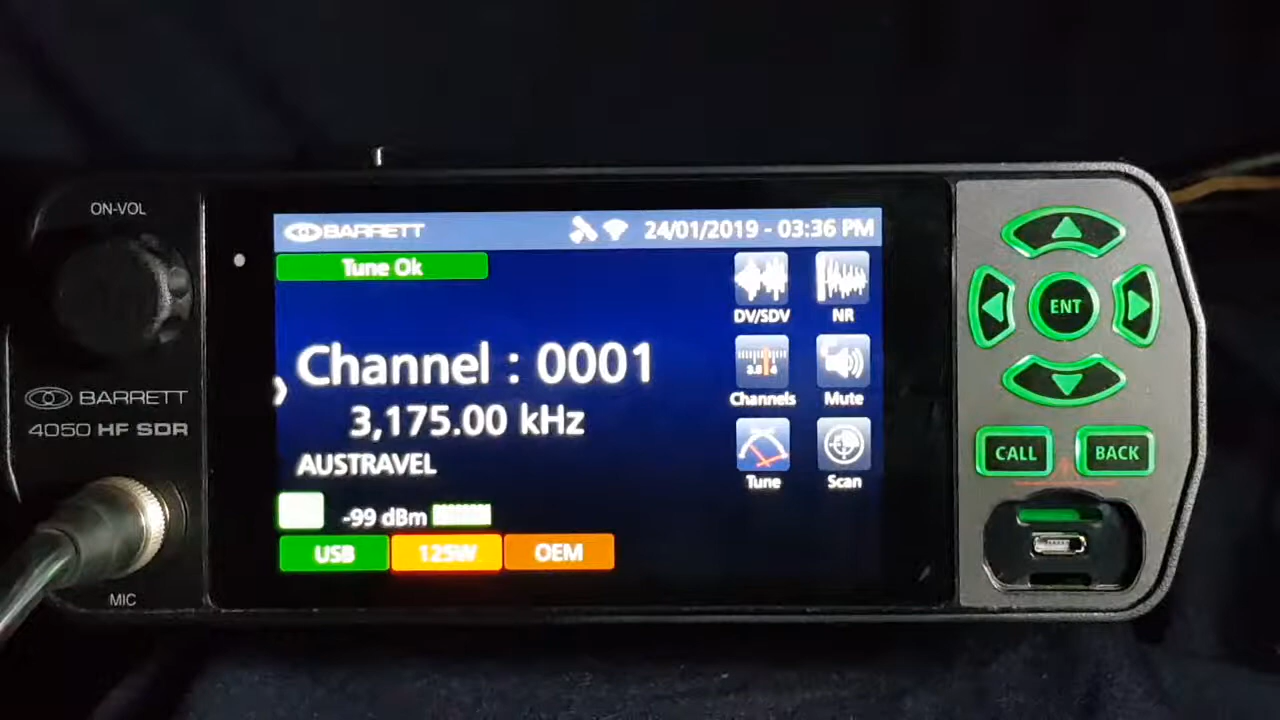 ON-VOL
BARRETT
4050 HF SDR
MIC
BARRETT
24/01/2019 - 03:36 PM
Tune Ok
Channel : 0001
3,175.00 kHz
AUSTRAVEL
-99 dBm
USB
125W
OEM
DV/SDV
NR
Channels
Mute
Tune
Scan
ENT
CALL
BACK